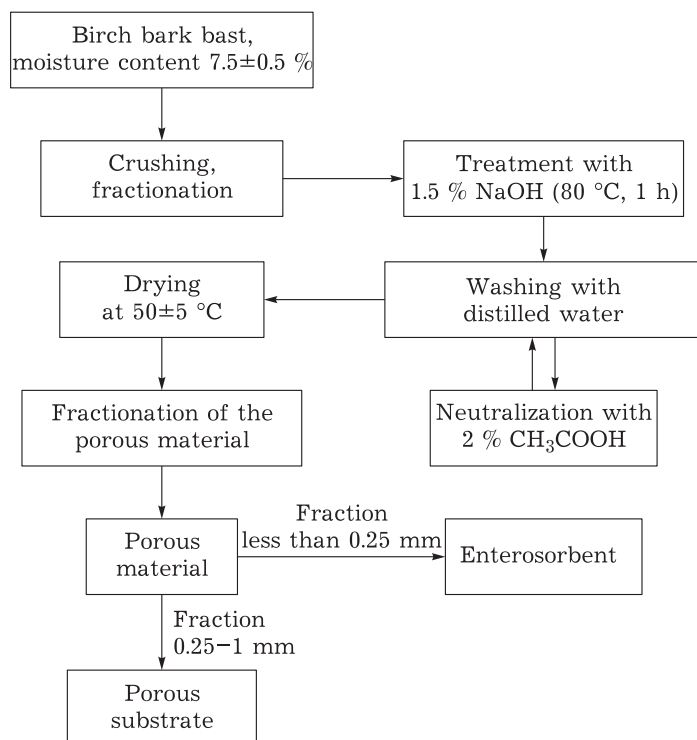 Birch bark bast,
moisture content 7.5±0.5 %
Crushing,
fractionation
Treatment with
1.5 % NaOH (80 °C, 1 h)
Drying
at 50±5 °C
Washing with
distilled water
Fractionation of the
porous material
Neutralization with
2 % CH₃COOH
Porous
material
Fraction
less than 0.25 mm
Enterosorbent
Fraction
0.25−1 mm
Porous
substrate